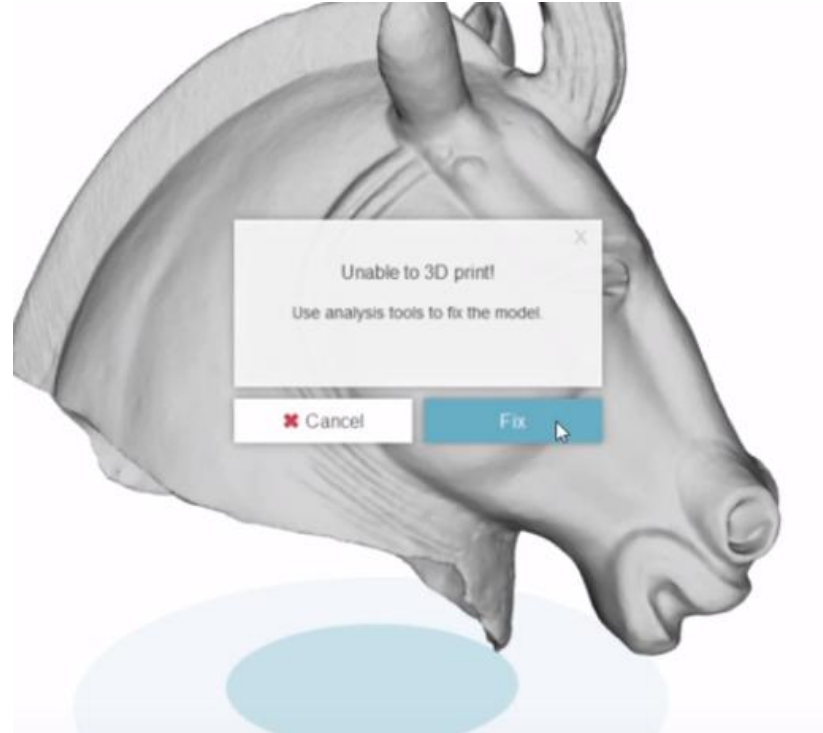 X
Unable to 3D print!
Use analysis tools to fix the model.
✖ Cancel
Fix